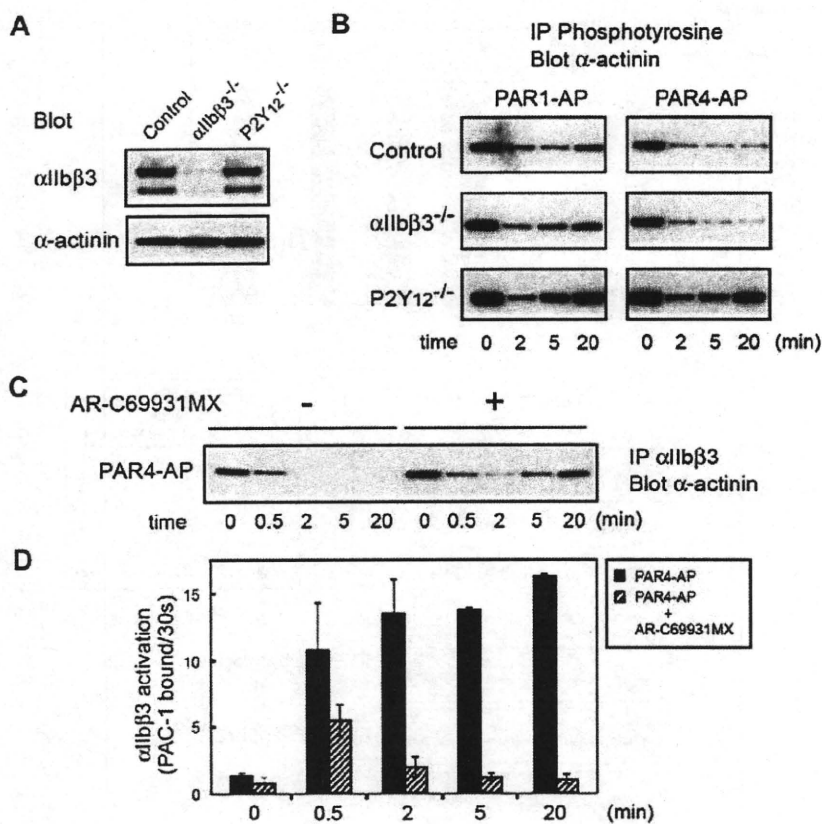 A
Blot
Control
αIIbβ3-/-
P2Y12-/-
αIIbβ3
α-actinin
B
IP Phosphotyrosine
Blot α-actinin
PAR1-AP PAR4-AP
Control
αIIbβ3-/-
P2Y12-/-
time 0 2 5 20 0 2 5 20 (min)
C
AR-C69931MX - +
PAR4-AP
IP αIIbβ3
Blot α-actinin
time 0 0.5 2 5 20 0 0.5 2 5 20 (min)
D
αIIbβ3 activation
(PAC-1 bound/30s)
15
10
5
0
0 0.5 2 5 20 (min)
PAR4-AP
PAR4-AP
+
AR-C69931MX